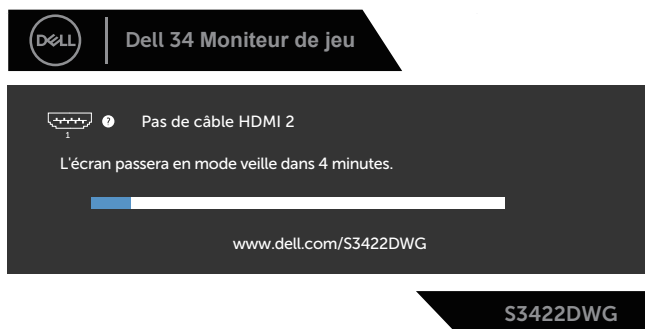 DELL
Dell 34 Moniteur de jeu
? Pas de câble HDMI 2
1
L'écran passera en mode veille dans 4 minutes.
www.dell.com/S3422DWG
S3422DWG